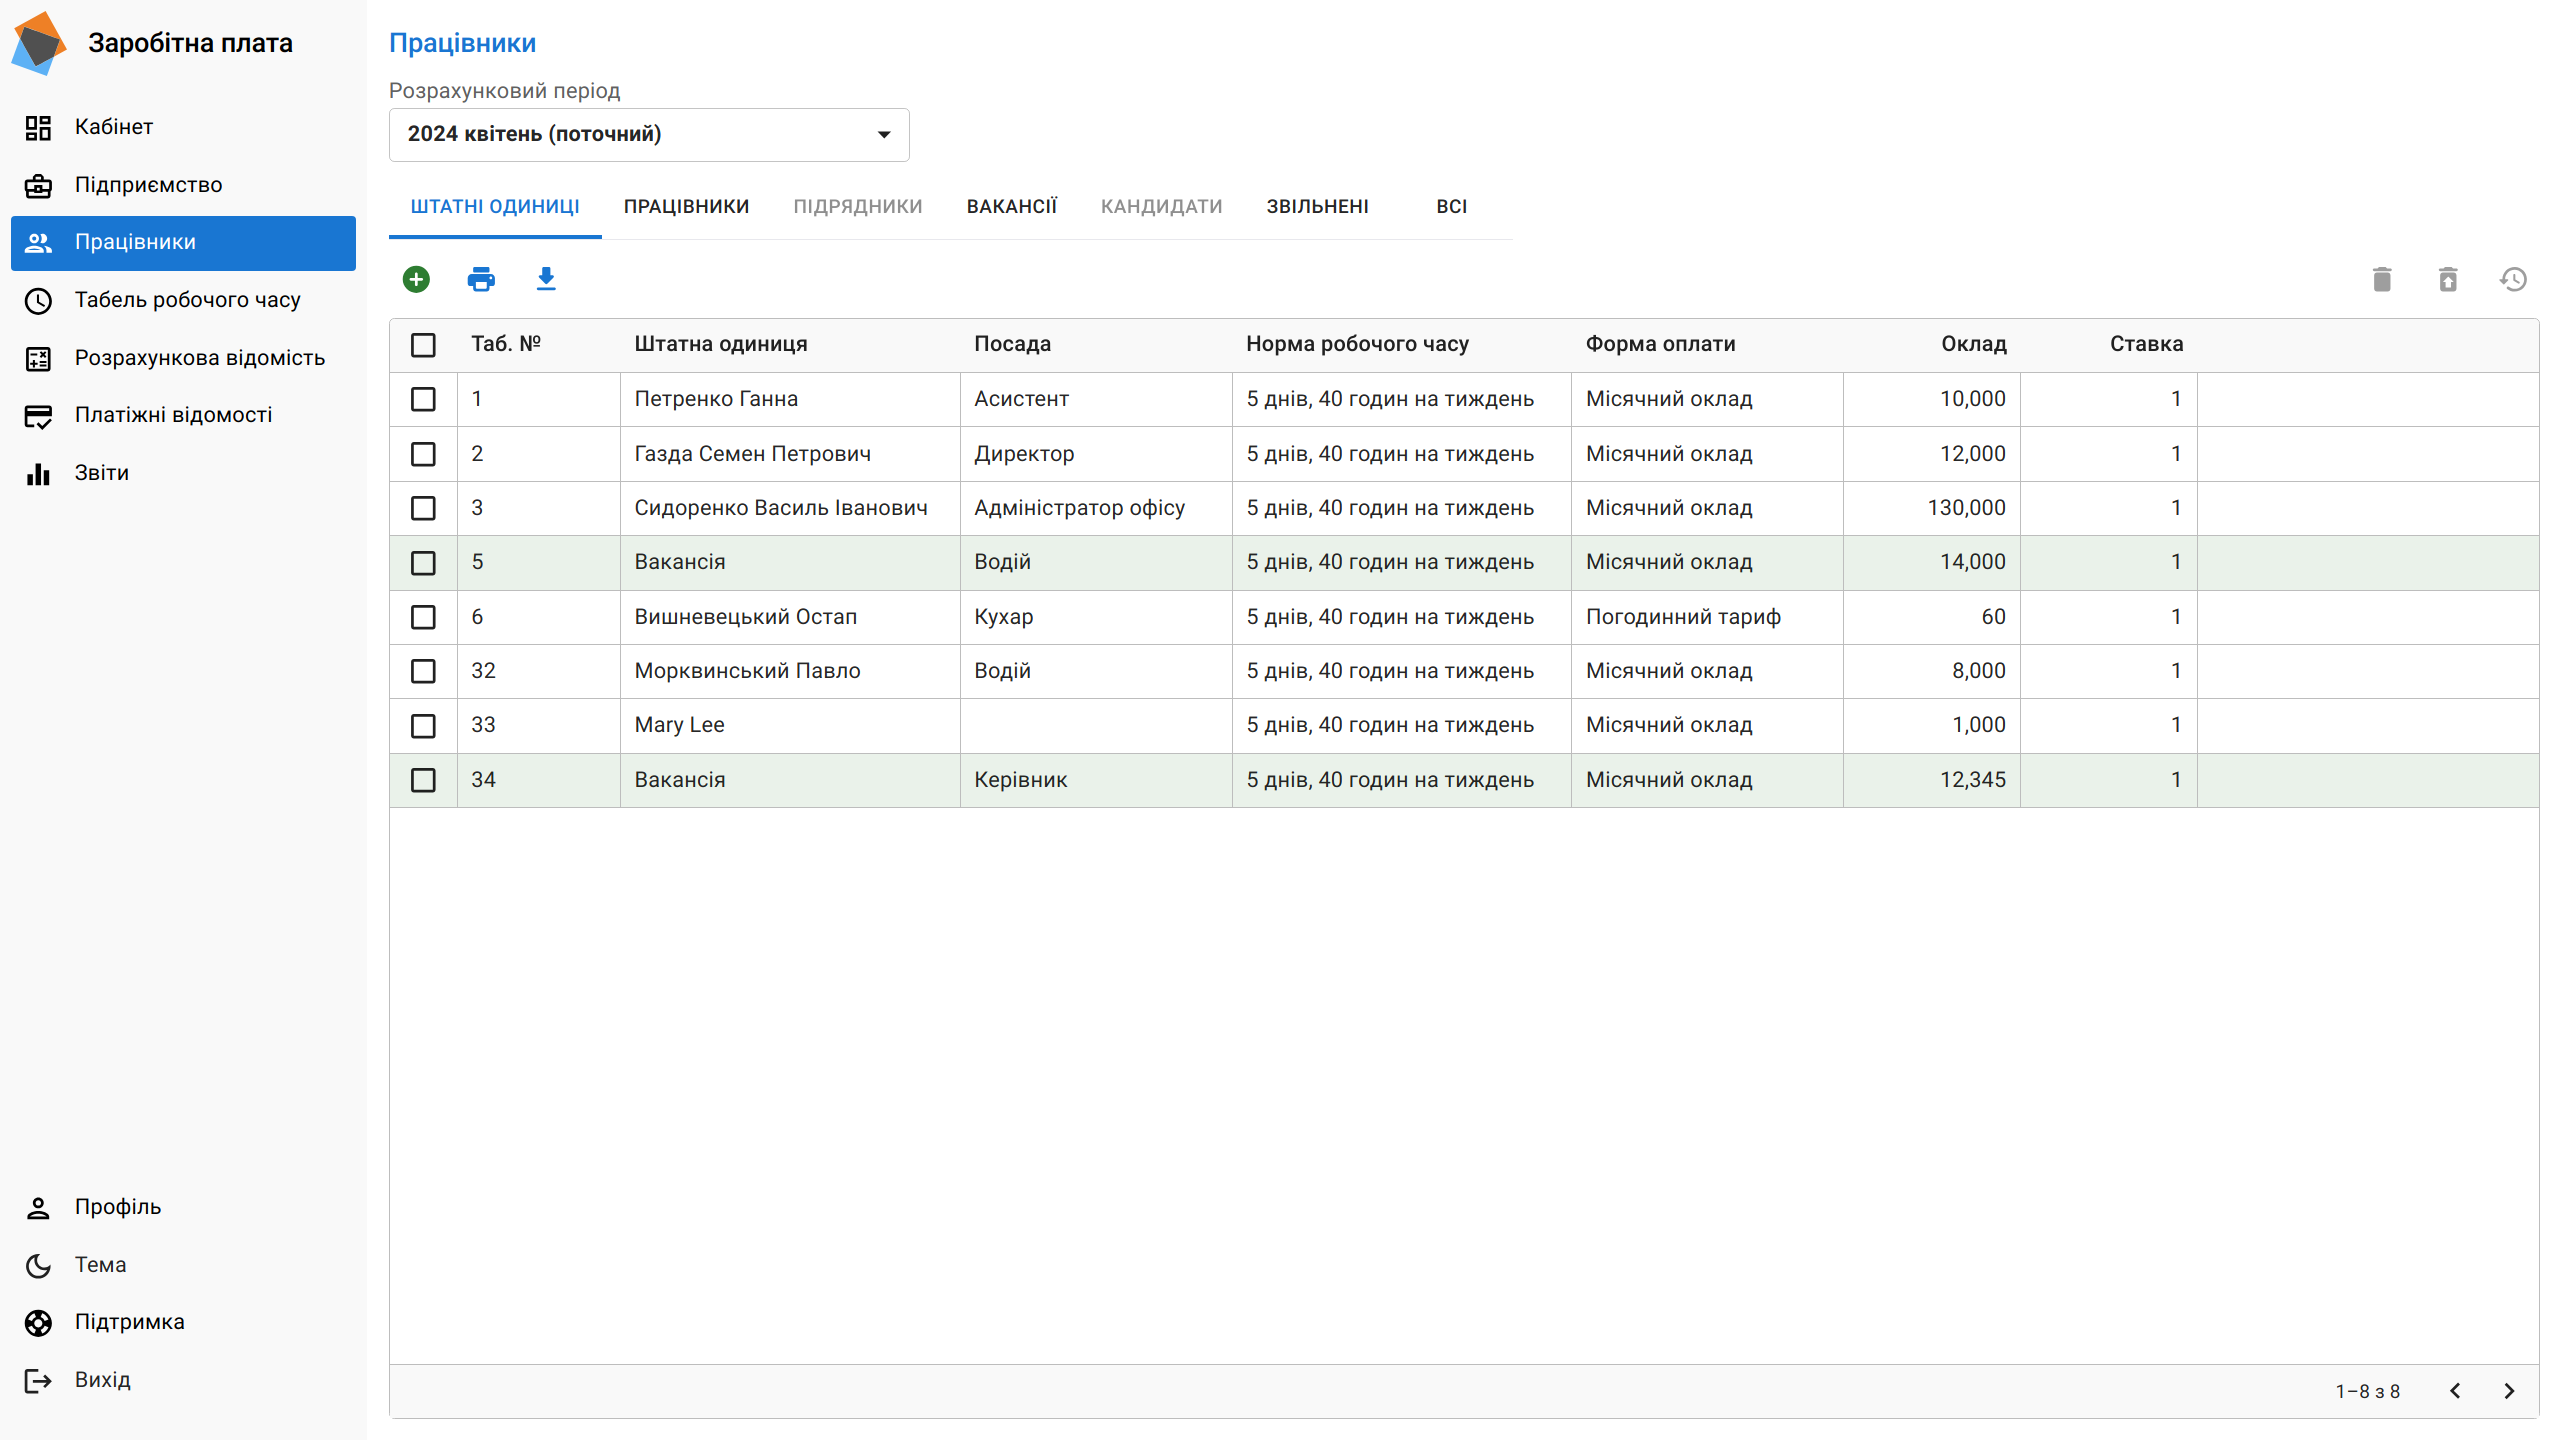 Заробітна плата
Кабінет
Підприємство
Працівники
Табель робочого часу
Розрахункова відомість
Платіжні відомості
Звіти
Профіль
Тема
Підтримка
Вихід
Працівники
Розрахунковий період
2024 квітень (поточний)
ШТАТНІ ОДИНИЦІ ПРАЦІВНИКИ ПІДРЯДНИКИ ВАКАНСІЇ КАНДИДАТИ ЗВІЛЬНЕНІ ВСІ
Таб. № Штатна одиниця Посада Норма робочого часу Форма оплати Оклад Ставка
1 Петренко Ганна Асистент 5 днів, 40 годин на тиждень Місячний оклад 10,000 1
2 Газда Семен Петрович Директор 5 днів, 40 годин на тиждень Місячний оклад 12,000 1
3 Сидоренко Василь Іванович Адміністратор офісу 5 днів, 40 годин на тиждень Місячний оклад 130,000 1
5 Вакансія Водій 5 днів, 40 годин на тиждень Місячний оклад 14,000 1
6 Вишневецький Остап Кухар 5 днів, 40 годин на тиждень Погодинний тариф 60 1
32 Морквинський Павло Водій 5 днів, 40 годин на тиждень Місячний оклад 8,000 1
33 Mary Lee 5 днів, 40 годин на тиждень Місячний оклад 1,000 1
34 Вакансія Керівник 5 днів, 40 годин на тиждень Місячний оклад 12,345 1
1–8 з 8